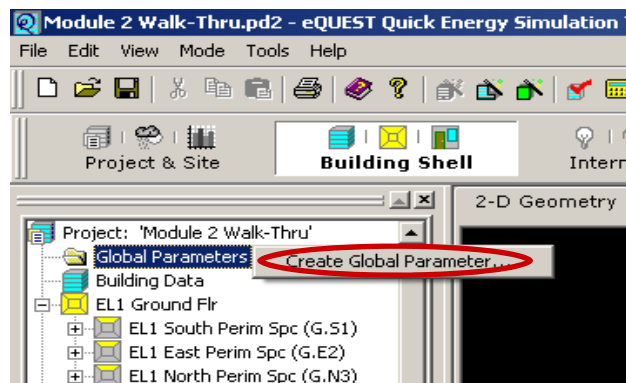 Module 2 Walk-Thru.pd2 - eQUEST Quick Energy Simulation
File Edit View Mode Tools Help
Project & Site Building Shell Intern
2-D Geometry
Project: 'Module 2 Walk-Thru'
Global Parameters Create Global Parameter...
Building Data
EL1 Ground Flr
EL1 South Perim Spc (G.S1)
EL1 East Perim Spc (G.E2)
EL1 North Perim Spc (G.N3)